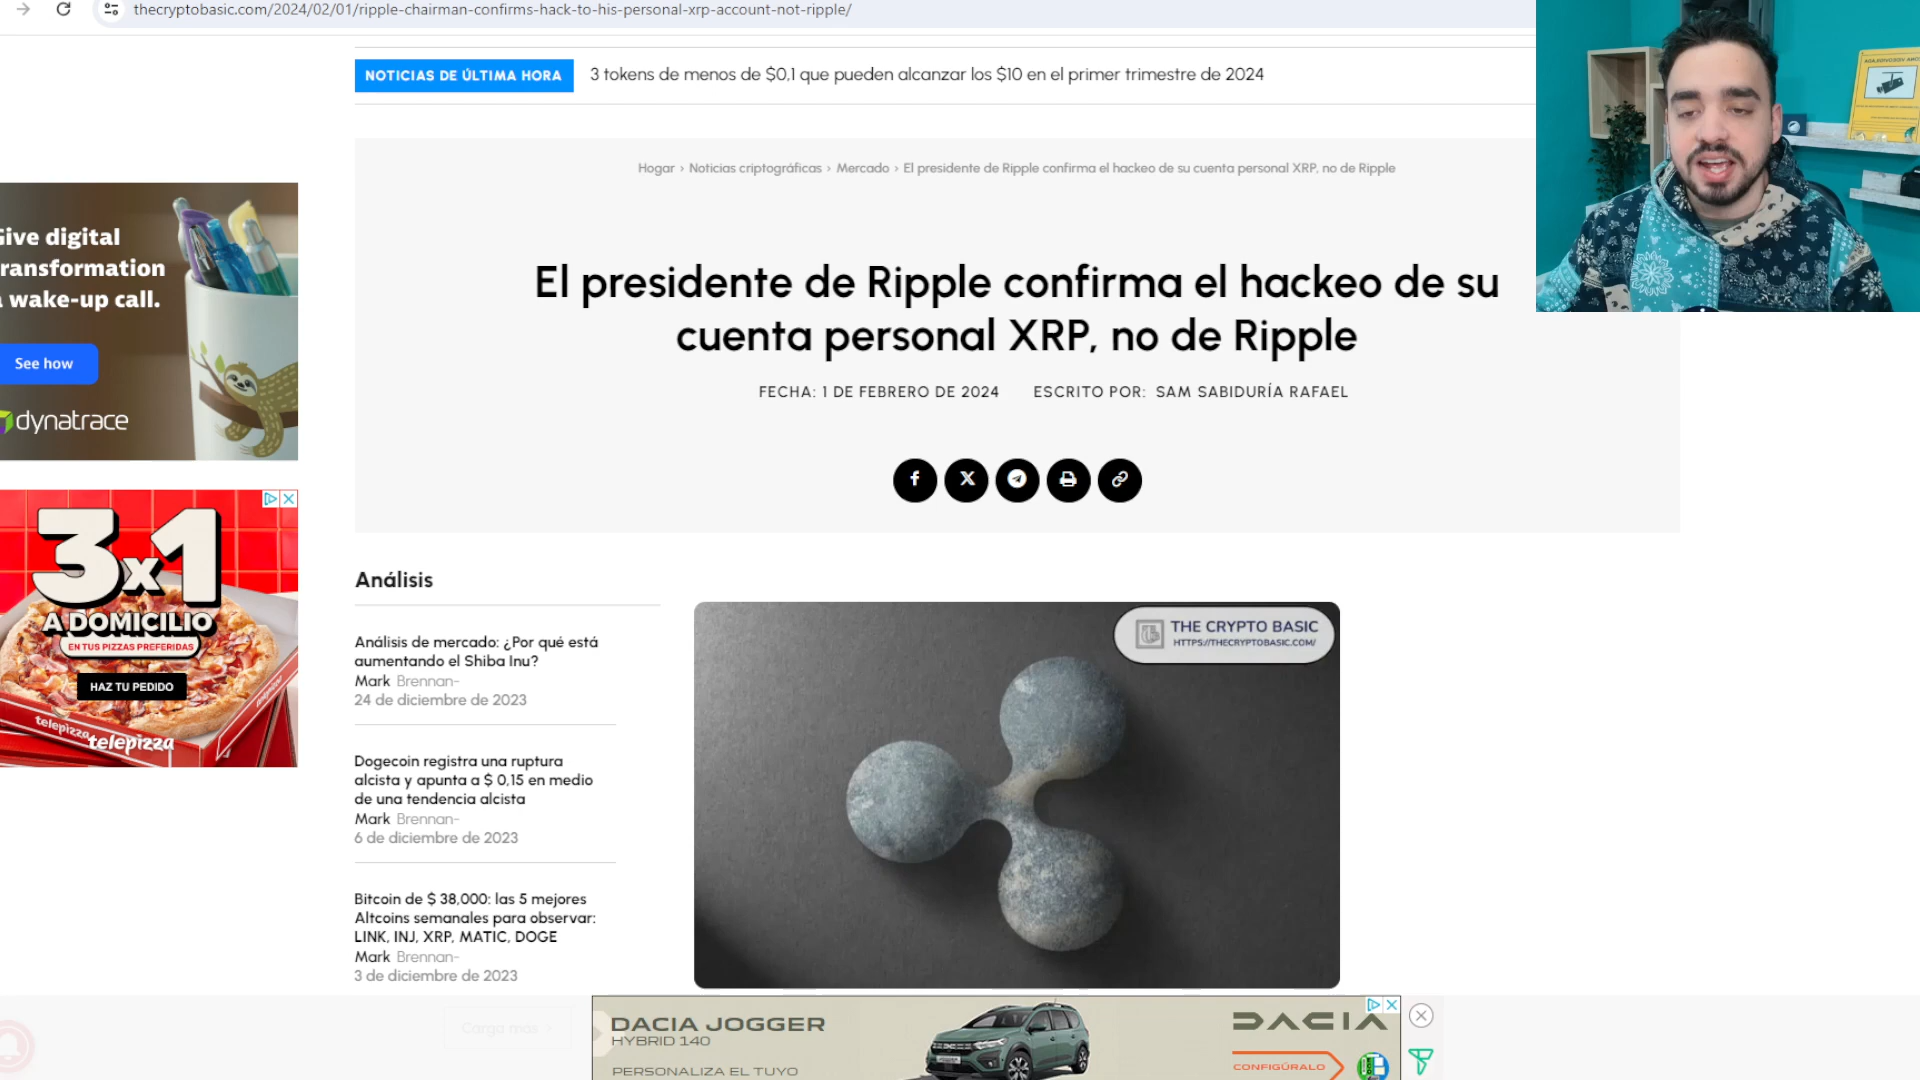 thecryptobasic.com/2024/02/01/ripple-chairman-confirms-hack-to-his-personal-xrp-account-not-ripple/
NOTICIAS DE ÚLTIMA HORA
3 tokens de menos de $0,1 que pueden alcanzar los $10 en el primer trimestre de 2024
Hogar › Noticias criptográficas › Mercado › El presidente de Ripple confirma el hackeo de su cuenta personal XRP, no de Ripple
El presidente de Ripple confirma el hackeo de su
cuenta personal XRP, no de Ripple
FECHA: 1 DE FEBRERO DE 2024
ESCRITO POR: SAM SABIDURÍA RAFAEL
Give digital
transformation
a wake-up call.
See how
dynatrace
3x1
A DOMICILIO
EN TUS PIZZAS PREFERIDAS
HAZ TU PEDIDO
telepizza
telepizza
Análisis
Análisis de mercado: ¿Por qué está
aumentando el Shiba Inu?
Mark Brennan-
24 de diciembre de 2023
Dogecoin registra una ruptura
alcista y apunta a $ 0,15 en medio
de una tendencia alcista
Mark Brennan-
6 de diciembre de 2023
Bitcoin de $ 38,000: las 5 mejores
Altcoins semanales para observar:
LINK, INJ, XRP, MATIC, DOGE
Mark Brennan-
3 de diciembre de 2023
Carga mas >
THE CRYPTO BASIC
HTTPS://THECRYPTOBASIC.COM/
DACIA JOGGER
HYBRID 140
PERSONALIZA EL TUYO
DACIA
CONFIGÚRALO